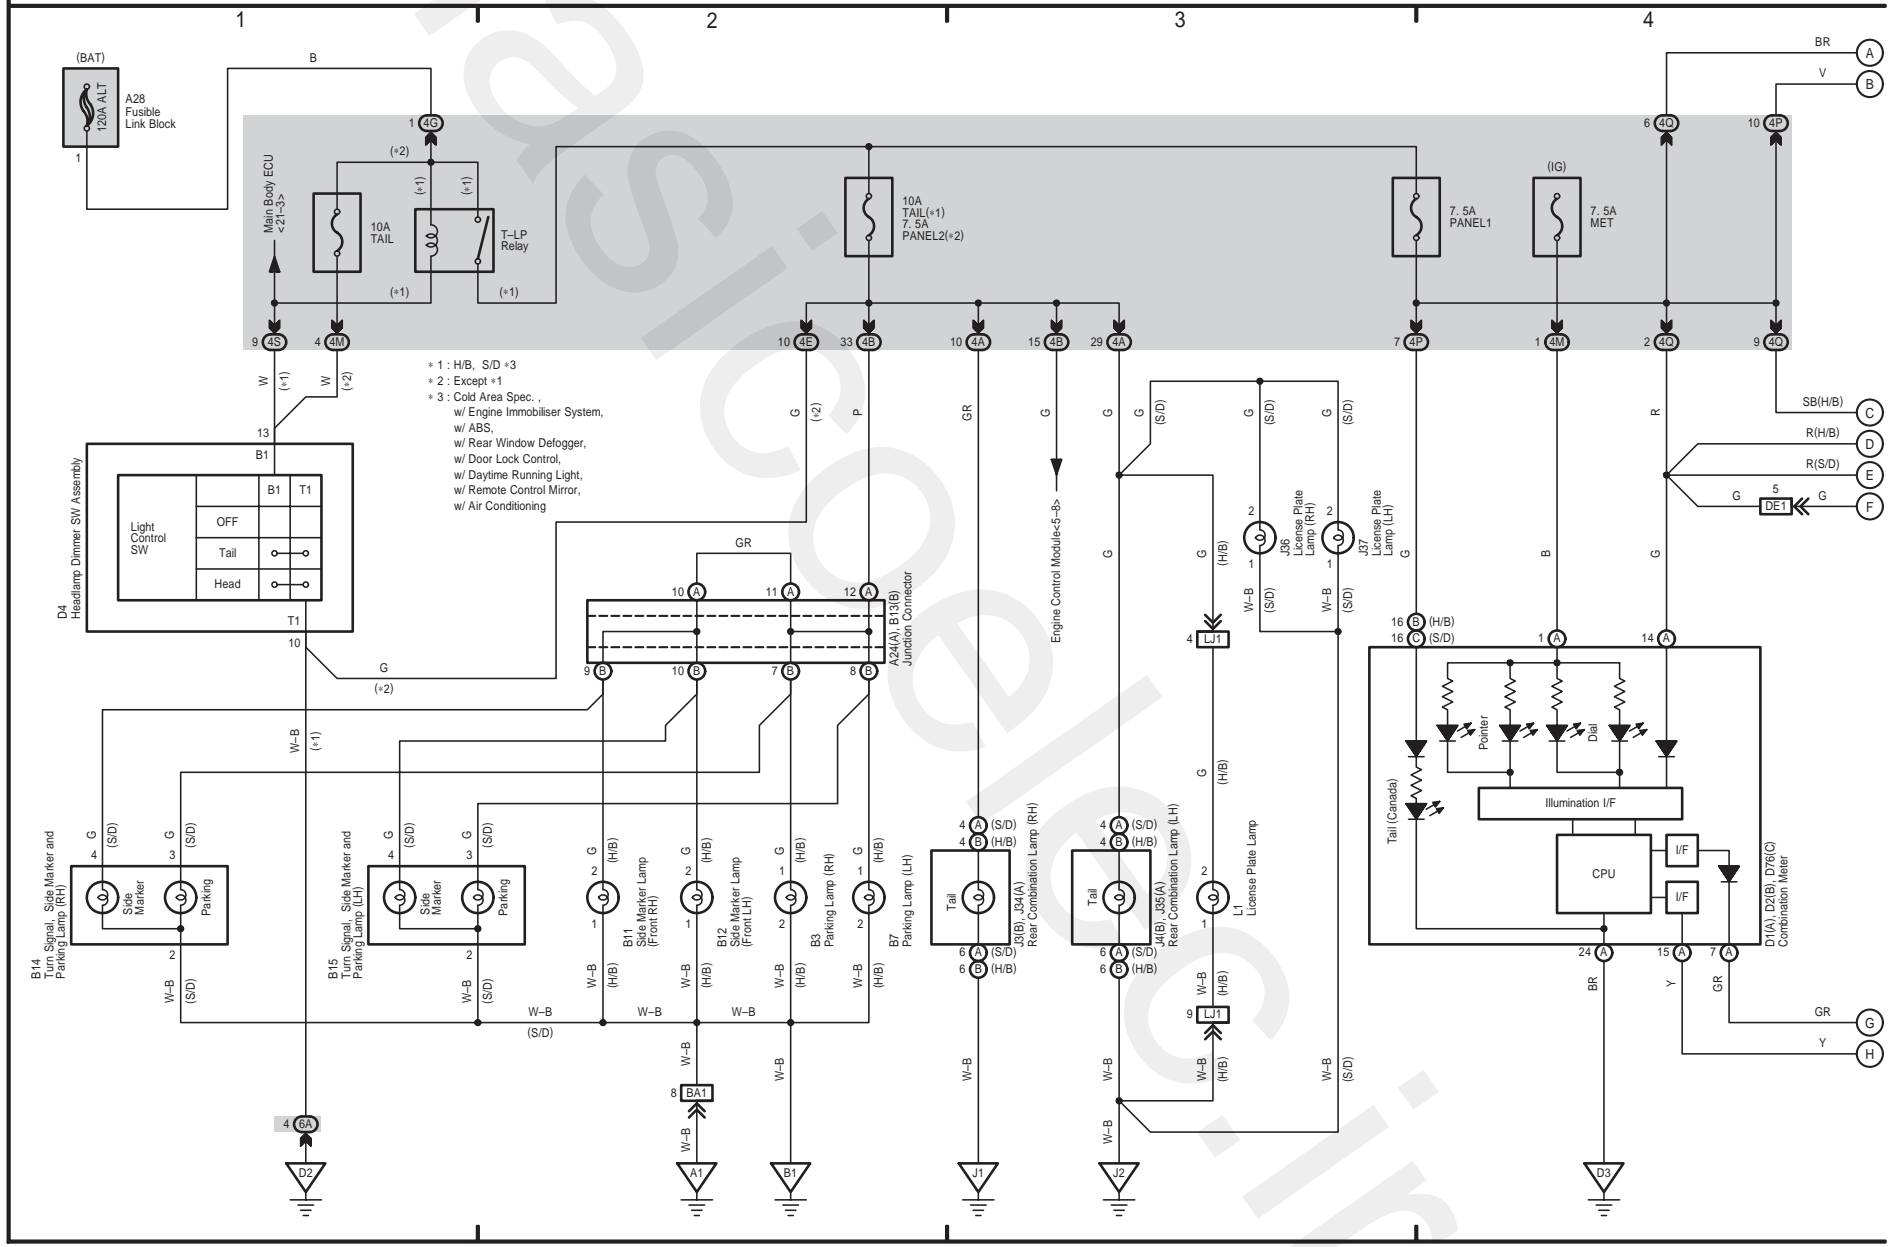 1
2
3
4
(BAT)
120A ALT
A28
Fusible
Link Block
1
B
BR
A
V
B
1 4G
(∗2)
(∗1)
(∗1)
Main Body ECU
<21–3>
10A
TAIL
T–LP
Relay
(∗1)
(∗1)
10A
TAIL(∗1)
7. 5A
PANEL2(∗2)
7. 5A
PANEL1
(IG)
7. 5A
MET
6 4Q
10 4P
9 4S
4 4M
10 4E
33 4B
10 4A
15 4B
29 4A
7 4P
1 4M
2 4Q
9 4Q
W
(∗1)
W
(∗2)
∗ 1 : H/B, S/D ∗3
∗ 2 : Except ∗1
∗ 3 : Cold Area Spec. ,
w/ Engine Immobiliser System,
w/ ABS,
w/ Rear Window Defogger,
w/ Door Lock Control,
w/ Daytime Running Light,
w/ Remote Control Mirror,
w/ Air Conditioning
G
(∗2)
P
GR
G
G
G
(S/D)
G
(S/D)
G
(S/D)
G
R
SB(H/B)
C
R(H/B)
D
R(S/D)
E
G
5
DE1
G
F
13
B1
D4
Headlamp Dimmer SW Assembly
Light
Control
SW
B1
T1
OFF
Tail
Head
T1
10
G
(∗2)
W–B
(∗1)
GR
10 A
11 A
12 A
9 B
10 B
7 B
8 B
A24(A), B13(B)
Junction Connector
Engine Control Module<5–8>
G
G
(H/B)
2
1
J36
License Plate
Lamp (RH)
2
1
J37
License Plate
Lamp (LH)
W–B
(S/D)
W–B
(S/D)
4 LJ1
G
(H/B)
B
G
16 B (H/B)
16 C (S/D)
1 A
14 A
Pointer
Dial
Tail (Canada)
Illumination I/F
CPU
I/F
I/F
D1(A), D2(B), D76(C)
Combination Meter
24 A
15 A
7 A
BR
Y
GR
GR
G
Y
H
G
(S/D)
G
(S/D)
G
(S/D)
G
(S/D)
4
3
Side
Marker
Parking
2
B14
Turn Signal, Side Marker and
Parking Lamp (RH)
4
3
Side
Marker
Parking
2
B15
Turn Signal, Side Marker and
Parking Lamp (LH)
G
(H/B)
2
1
B11
Side Marker Lamp
(Front RH)
G
(H/B)
2
1
B12
Side Marker Lamp
(Front LH)
G
(H/B)
1
2
B3
Parking Lamp (RH)
G
(H/B)
1
2
B7
Parking Lamp (LH)
4 A (S/D)
4 B (H/B)
Tail
6 A (S/D)
6 B (H/B)
J3(B), J34(A)
Rear Combination Lamp (RH)
4 A (S/D)
4 B (H/B)
Tail
6 A (S/D)
6 B (H/B)
J4(B), J35(A)
Rear Combination Lamp (LH)
2
1
L1
License Plate Lamp
W–B
(S/D)
W–B
(S/D)
W–B
(H/B)
W–B
(H/B)
W–B
(H/B)
W–B
(H/B)
W–B
(H/B)
9 LJ1
W–B
(S/D)
W–B
W–B
W–B
8 BA1
W–B
W–B
W–B
W–B
W–B
(H/B)
W–B
(S/D)
W–B
4 6A
D2
A1
B1
J1
J2
D3